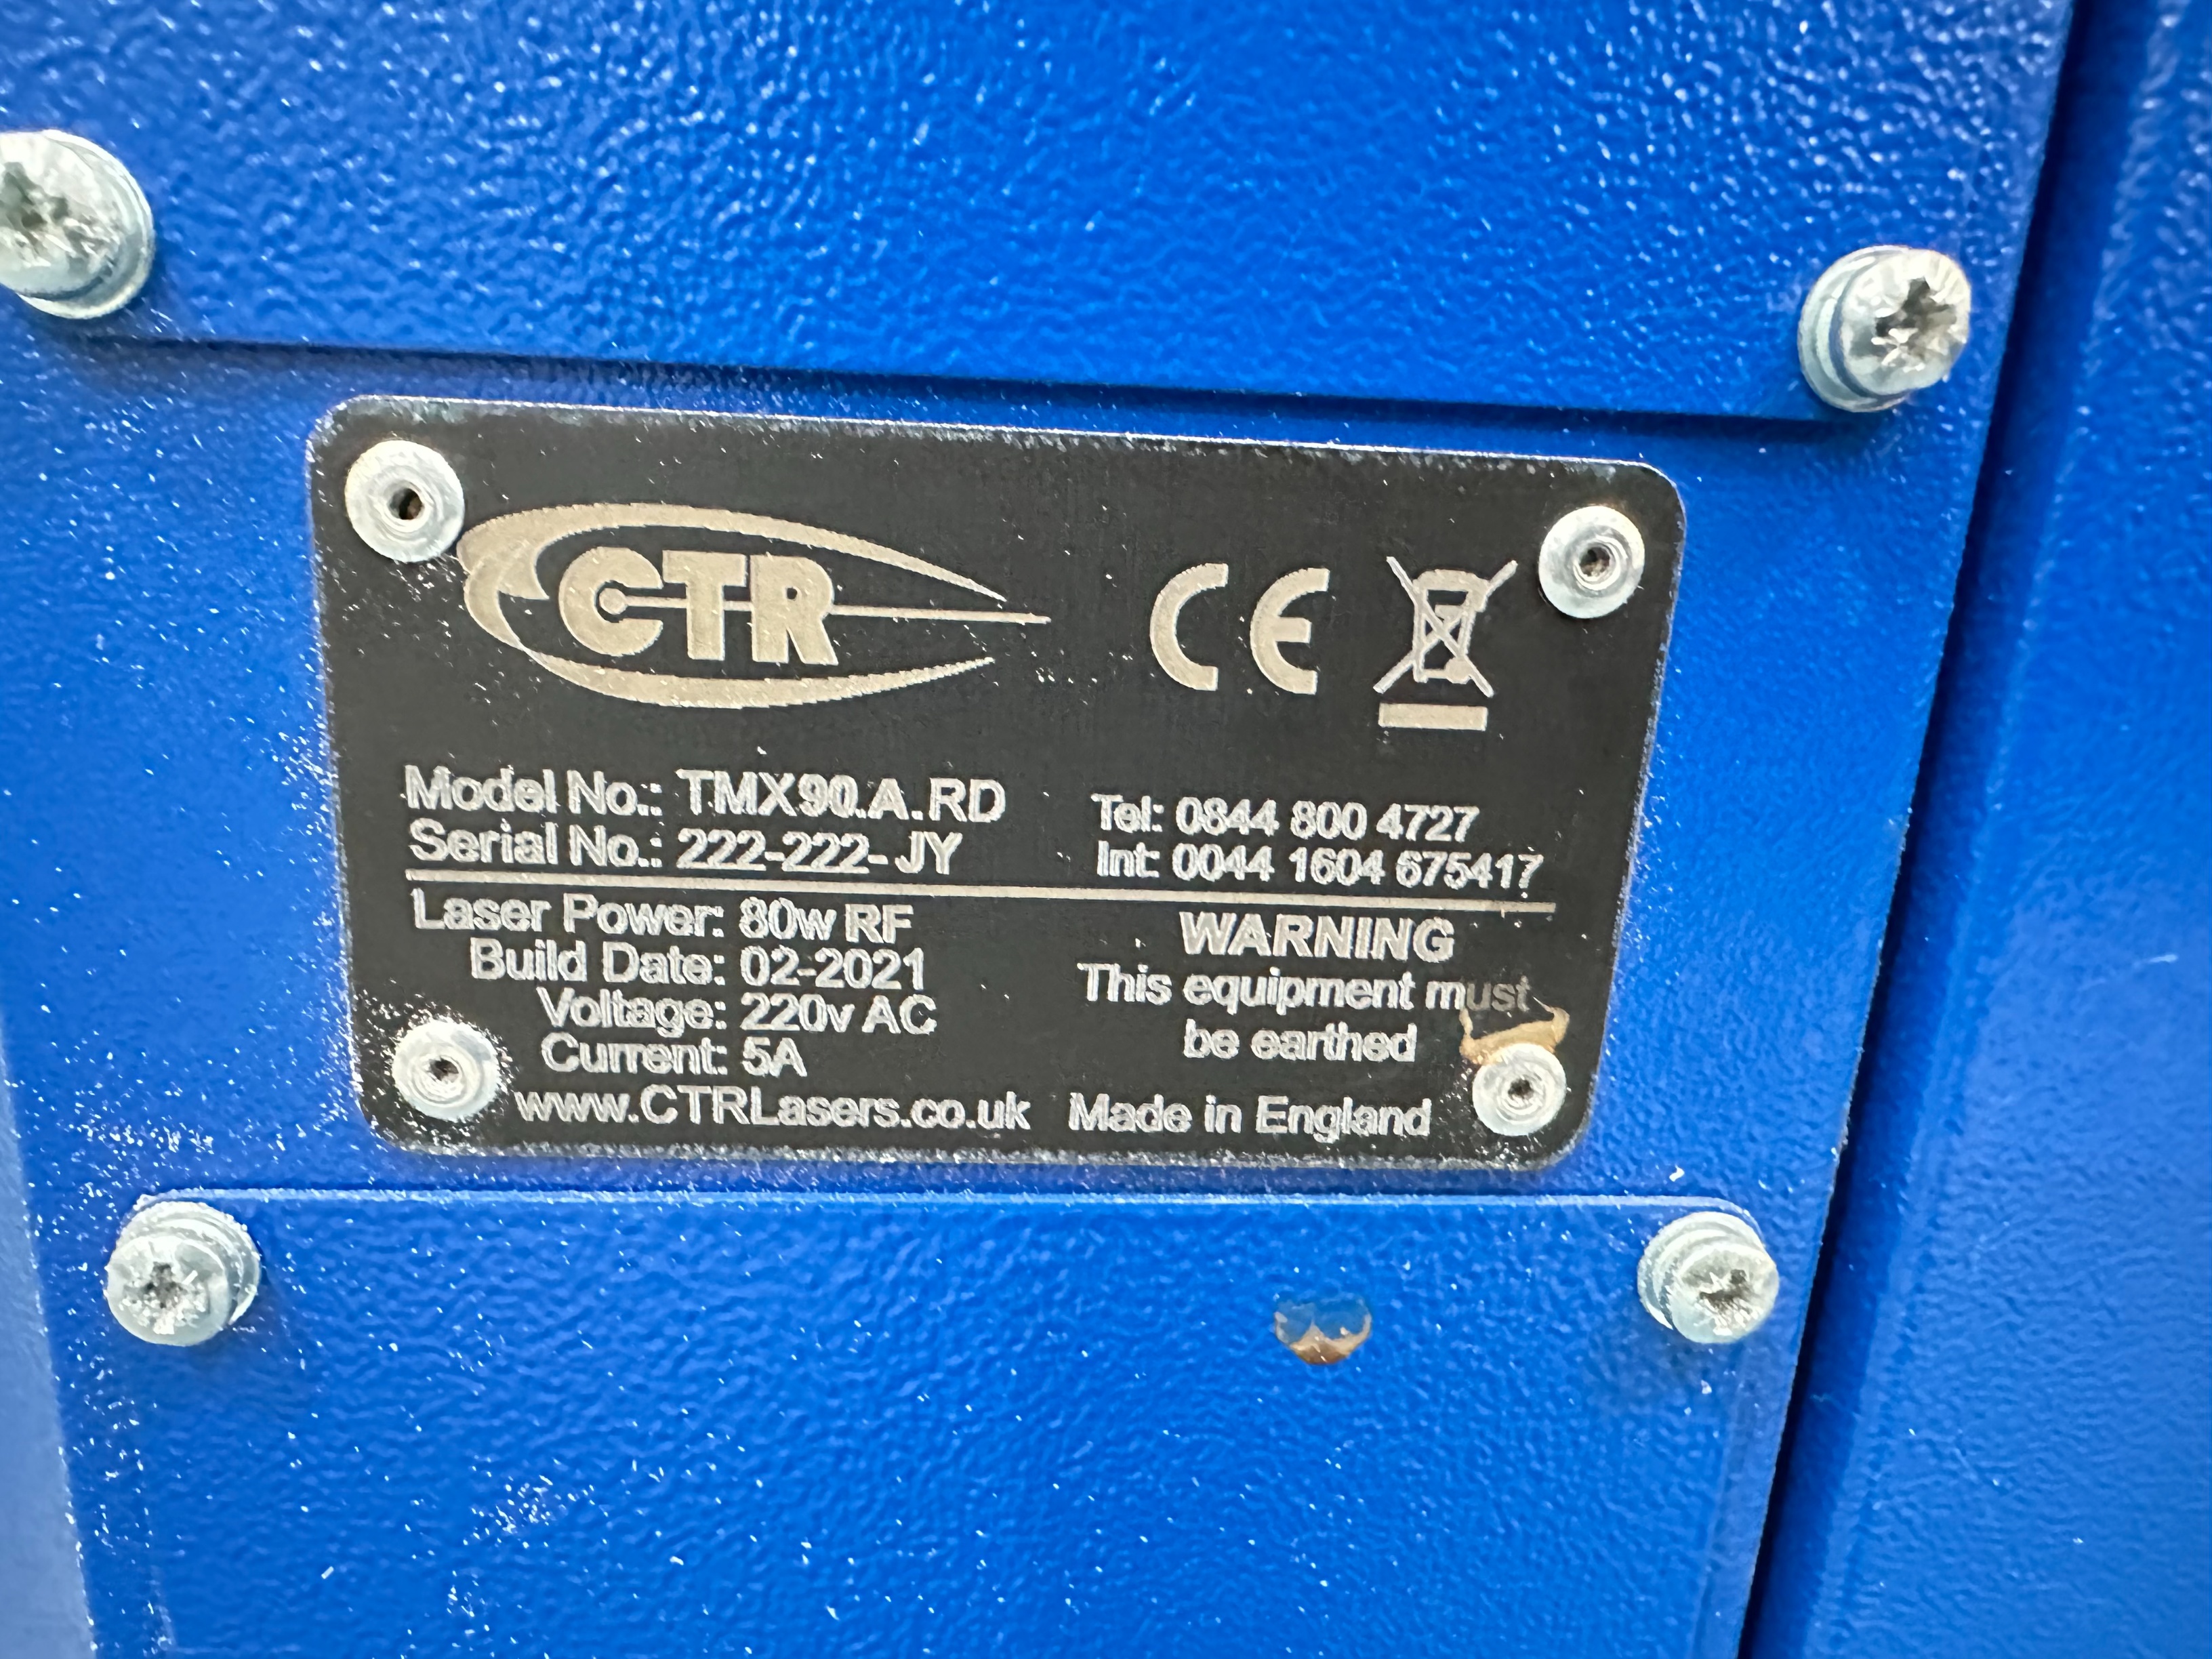 CTR CE
Model No.: TMX90.A.RD
Serial No.: 222-222-JY
Tel: 0844 800 4727
Int: 0044 1604 675417
Laser Power: 80w RF
Build Date: 02-2021
Voltage: 220v AC
Current: 5A
WARNING
This equipment must
be earthed
www.CTRLasers.co.uk Made in England